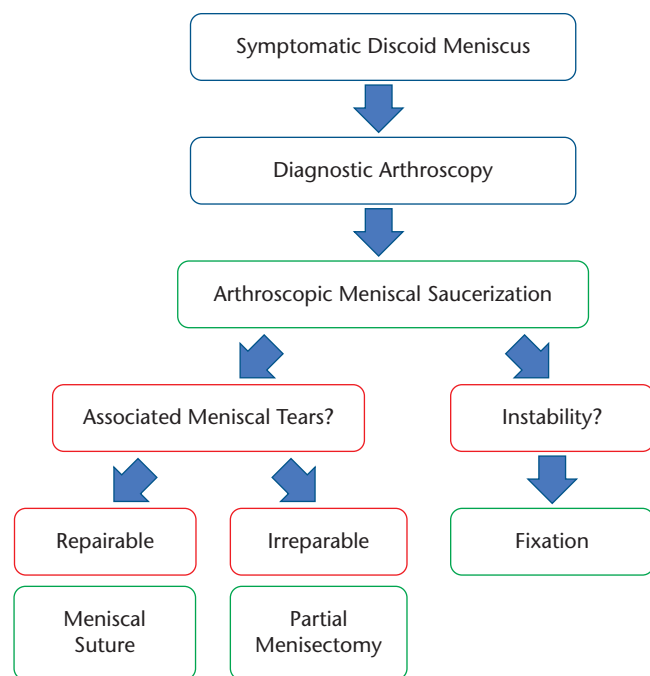 Symptomatic Discoid Meniscus
Diagnostic Arthroscopy
Arthroscopic Meniscal Saucerization
Associated Meniscal Tears?
Instability?
Repairable
Irreparable
Fixation
Meniscal
Suture
Partial
Menisectomy